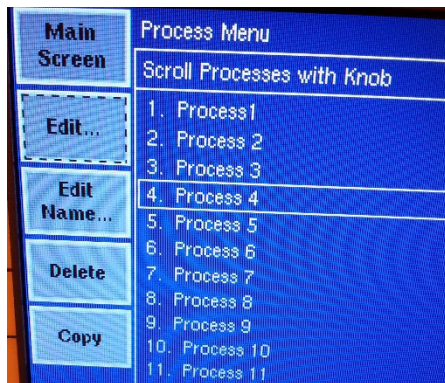 Main
Screen
Edit...
Edit
Name...
Delete
Copy
Process Menu
Scroll Processes with Knob
1. Process1
2. Process 2
3. Process 3
4. Process 4
5. Process 5
6. Process 6
7. Process 7
8. Process 8
9. Process 9
10. Process 10
11. Process 11